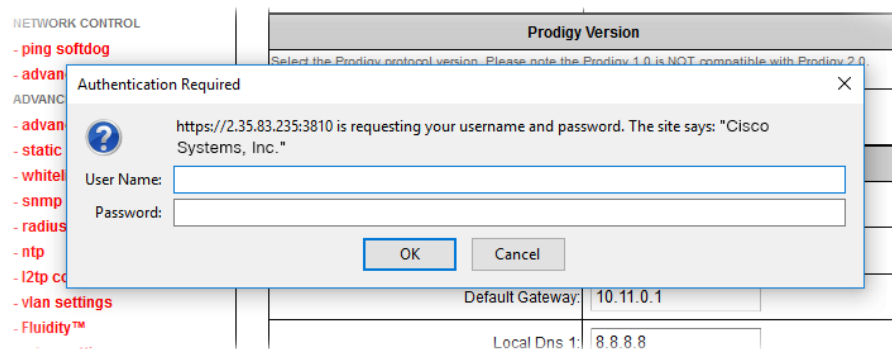 NETWORK CONTROL
- ping softdog
- advan
ADVANC
- advan
- static
- whitel
- snmp
- radius
- ntp
- l2tp co
- vlan settings
- Fluidity™
Prodigy Version
Select the Prodigy protocol version. Please note the Prodigy 1.0 is NOT compatible with Prodigy 2.0.
Authentication Required
https://2.35.83.235:3810 is requesting your username and password. The site says: "Cisco
Systems, Inc."
User Name:
Password:
OK Cancel
Default Gateway: 10.11.0.1
Local Dns 1: 8.8.8.8